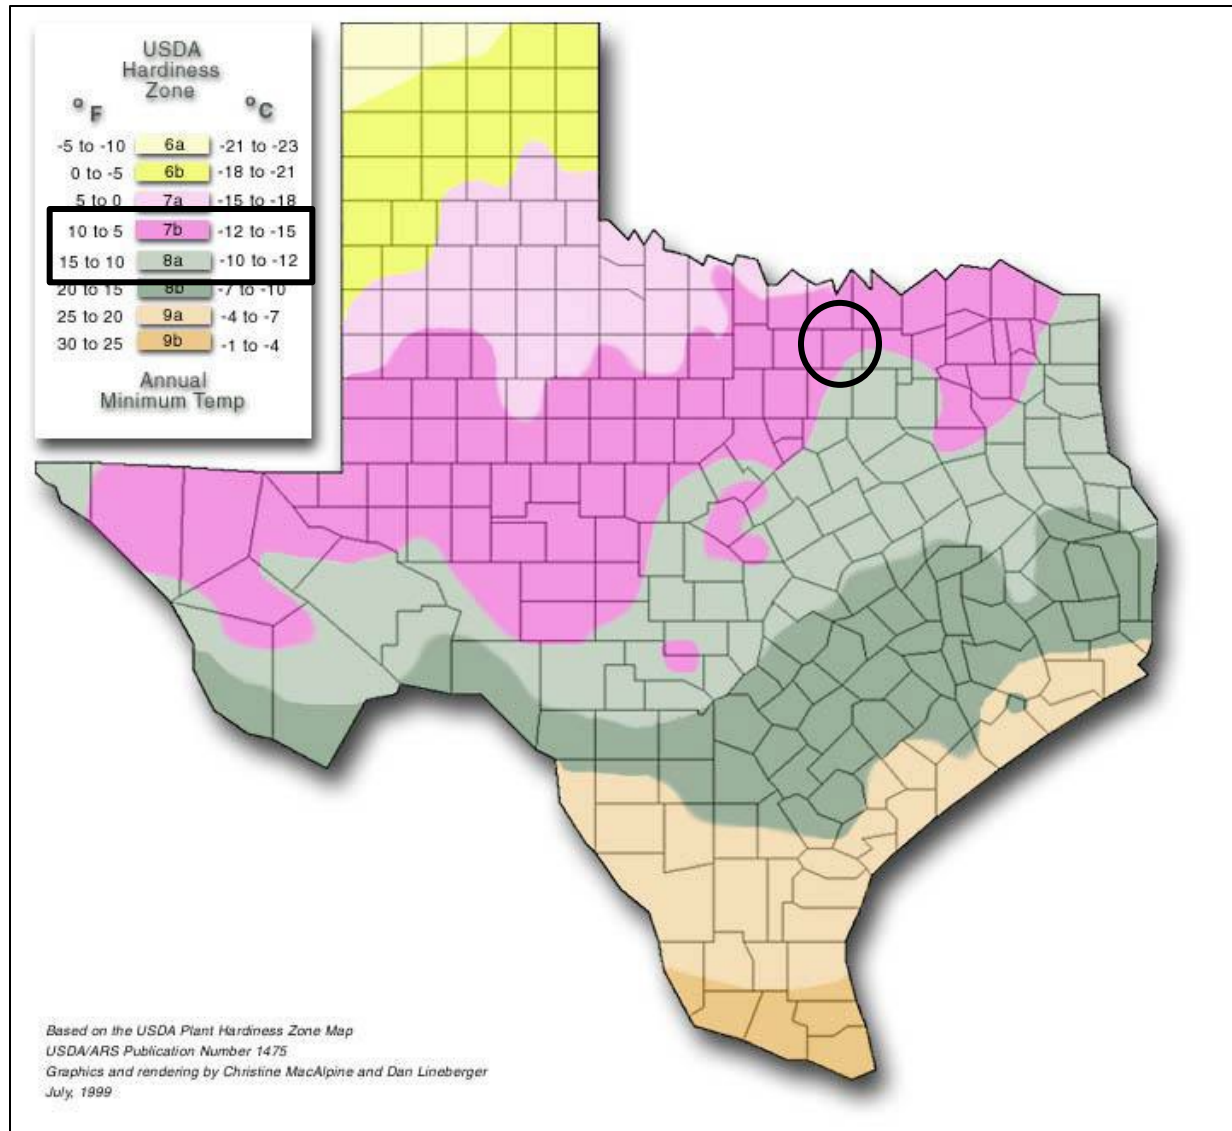 USDA
Hardiness
Zone
°F °C
-5 to -10 6a -21 to -23
0 to -5 6b -18 to -21
5 to 0 7a -15 to -18
10 to 5 7b -12 to -15
15 to 10 8a -10 to -12
20 to 15 8b -7 to -10
25 to 20 9a -4 to -7
30 to 25 9b -1 to -4
Annual
Minimum Temp
Based on the USDA Plant Hardiness Zone Map
USDA/ARS Publication Number 1475
Graphics and rendering by Christine MacAlpine and Dan Lineberger
July, 1999